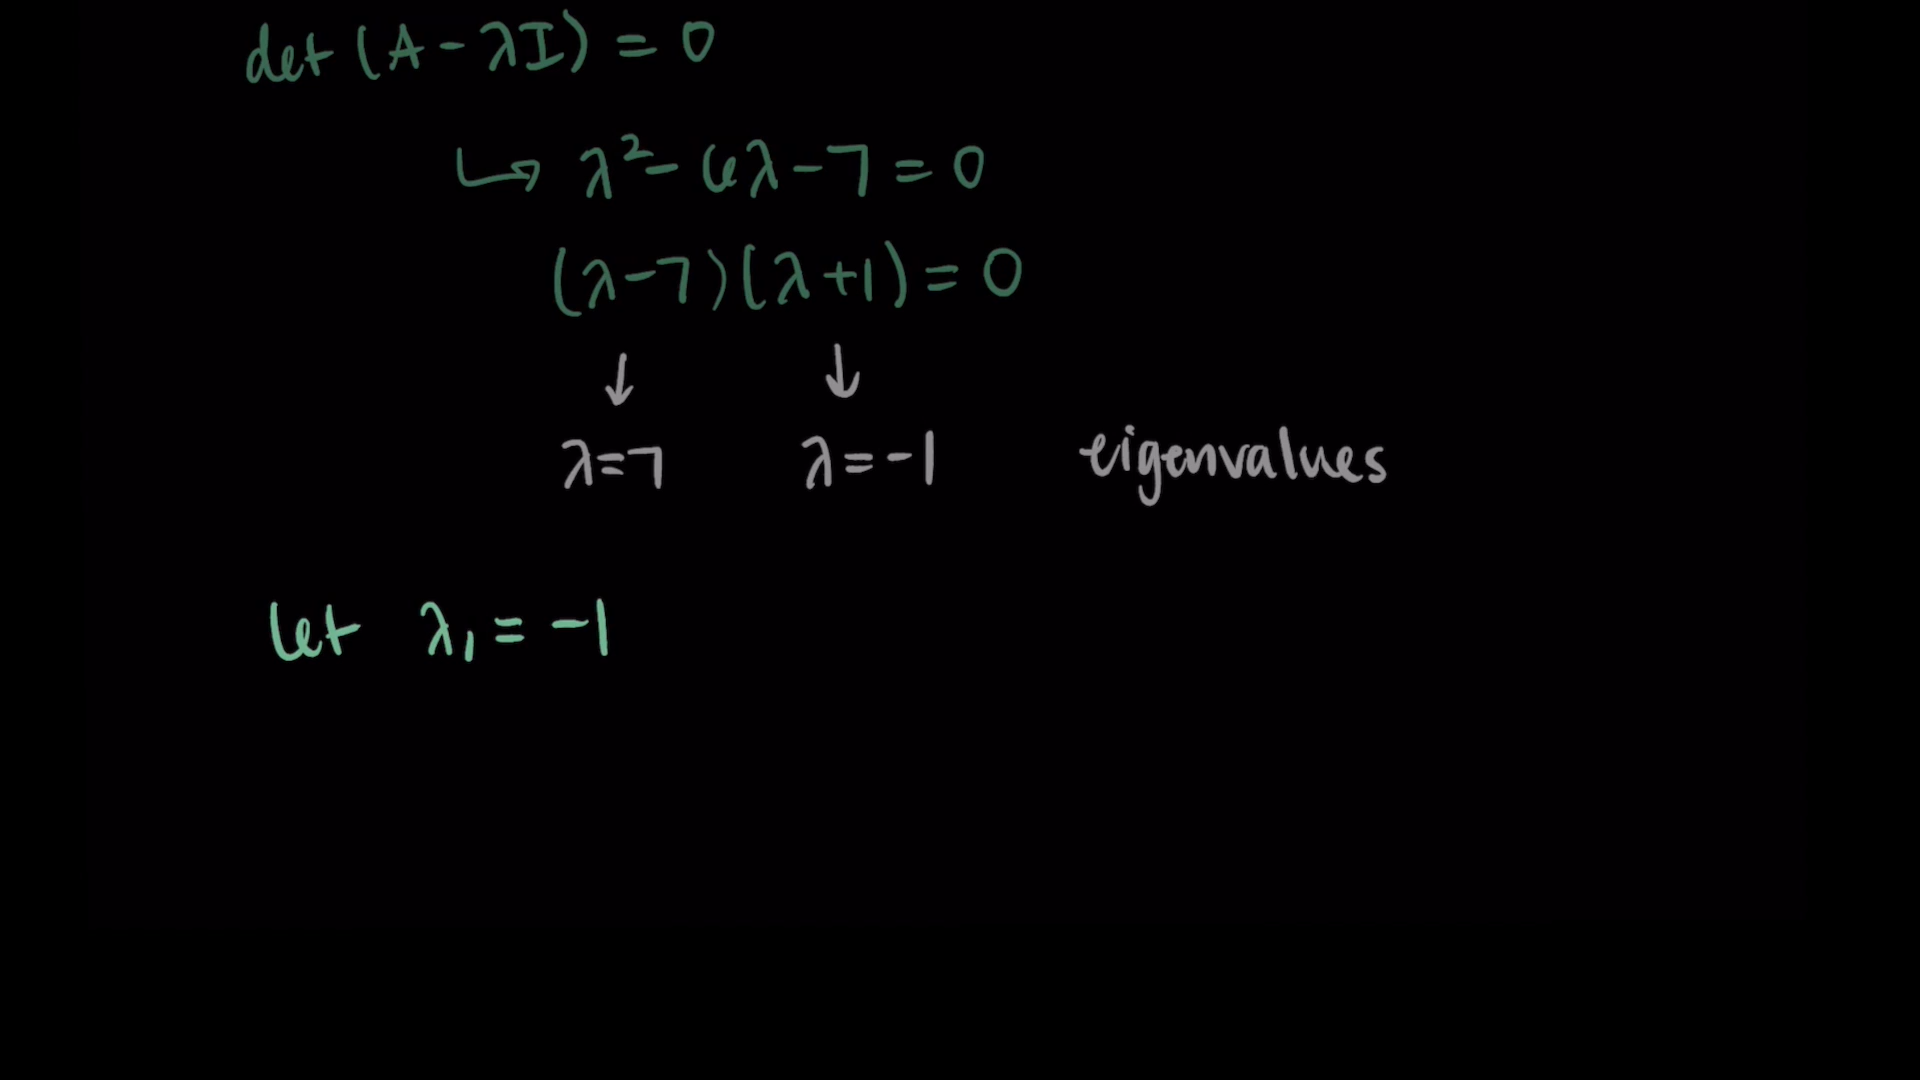 det (A - λI) = 0
↳ λ² - 6λ - 7 = 0
(λ-7)(λ+1) = 0
↓ ↓
λ=7 λ=-1 eigenvalues
let λ₁ = -1